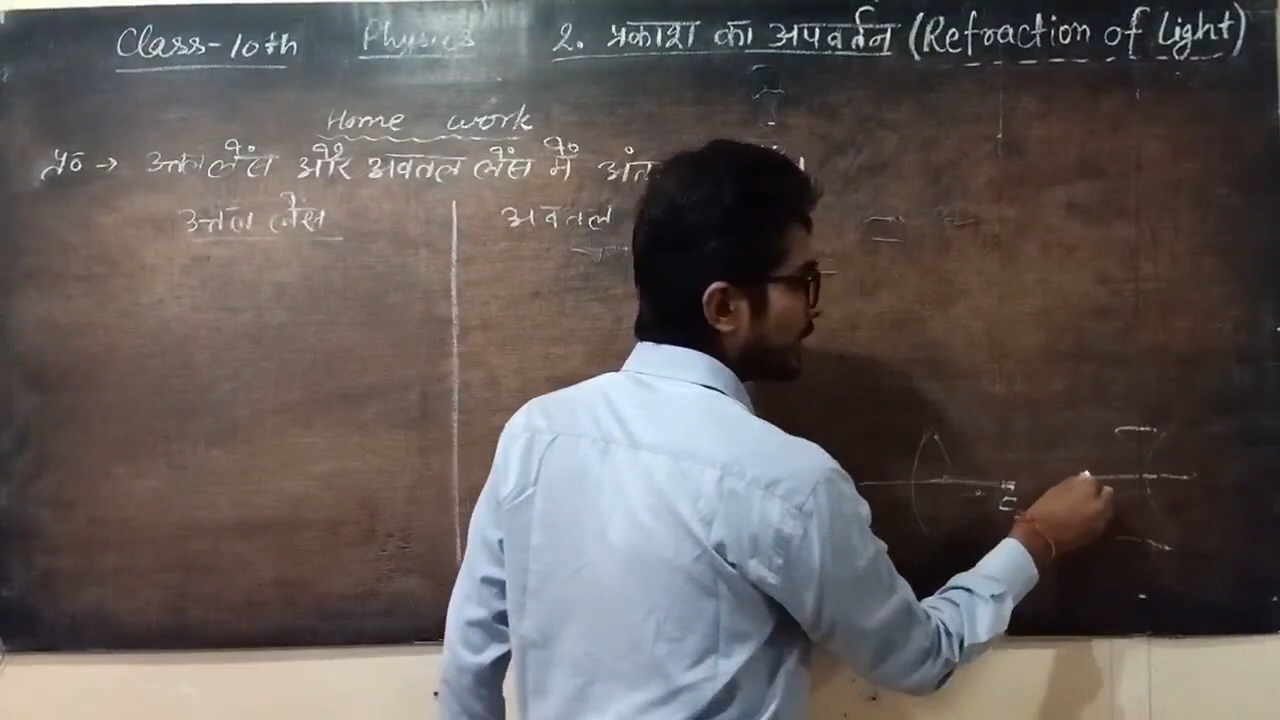 Class-10th Physics 2. प्रकाश का अपवर्तन (Refraction of Light)
Home work
प्र० → उत्तल लेंस और अवतल लेंस में
उत्तल लेंस अवतल